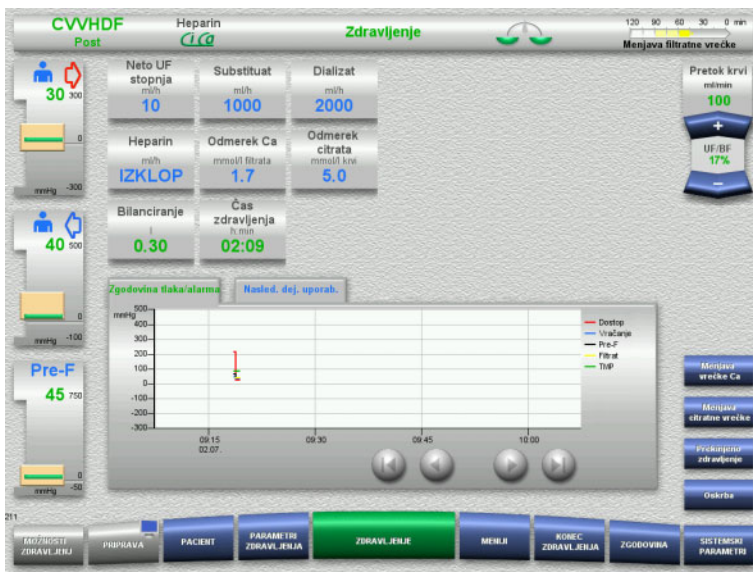 CVVHDF
Post
Heparin
CiCa
Zdravljenje
120 90 60 30 0 min
Menjava filtratne vrečke
30
300
0
mmHg -300
40
500
0
mmHg -100
Pre-F
45
750
0
mmHg -50
Neto UF stopnja
ml/h
10
Substituat
ml/h
1000
Dializat
ml/h
2000
Heparin
ml/h
IZKLOP
Odmerek Ca
mmol/l filtrata
1.7
Odmerek citrata
mmol/l krvi
5.0
Bilanciranje
l
0.30
Čas zdravljenja
h:min
02:09
Pretok krvi
ml/min
100
+
UF/BF
17%
−
Zgodovina tlaka/alarma
Nasled. dej. uporab.
mmHg
500
400
300
200
100
0
-100
-200
-300
09:15
02.07.
09:30
09:45
10:00
Dostop
Vračanje
Pre-F
Filtrat
TMP
Menjava vrečke Ca
Menjava citratne vrečke
Prekinjeno zdravljenje
Oskrba
211
MOŽNOSTI ZDRAVLJENJ
PRIPRAVA
PACIENT
PARAMETRI ZDRAVLJENJA
ZDRAVLJENJE
MENIJI
KONEC ZDRAVLJENJA
ZGODOVINA
SISTEMSKI PARAMETRI